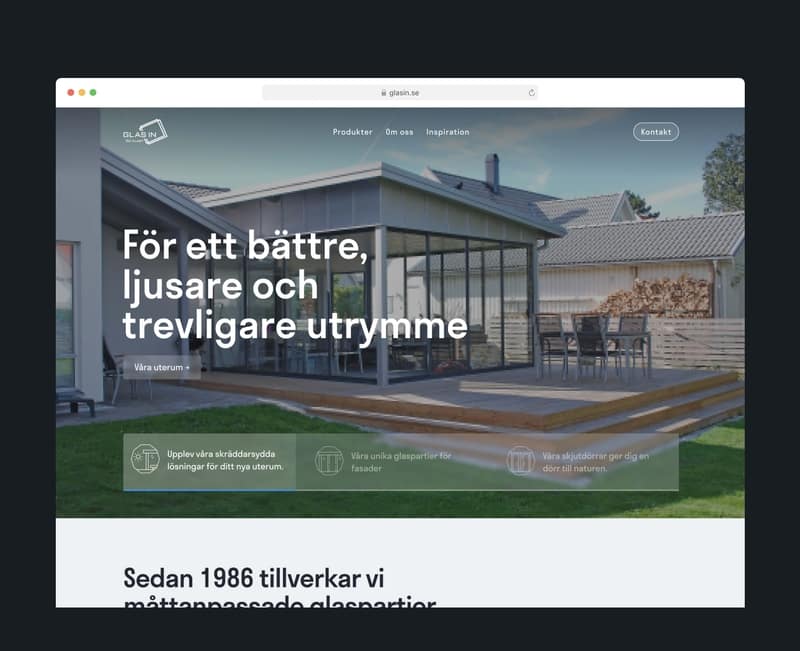 glasin.se
GLAS IN
Produkter
Om oss
Inspiration
Kontakt
För ett bättre,
ljusare och
trevligare utrymme
Våra uterum
Upplev våra skräddarsydda
lösningar för ditt nya uterum.
Våra unika glaspartier för
fasader
Våra skjutdörrar ger dig en
dörr till naturen.
Sedan 1986 tillverkar vi
måttanpassade glaspartier